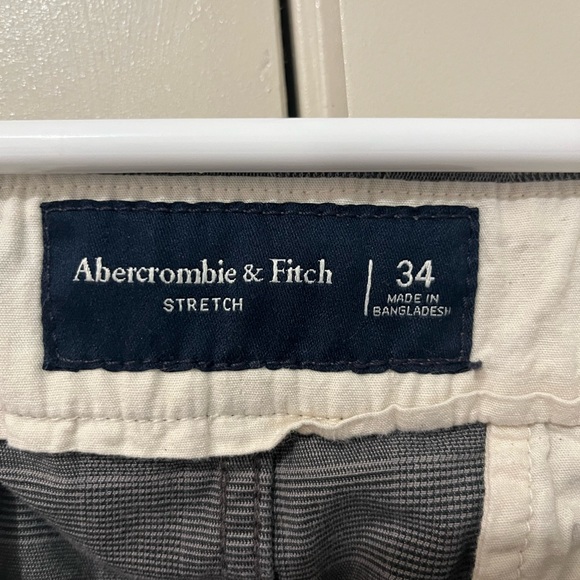 Abercrombie & Fitch
STRETCH
34
MADE IN
BANGLADESH